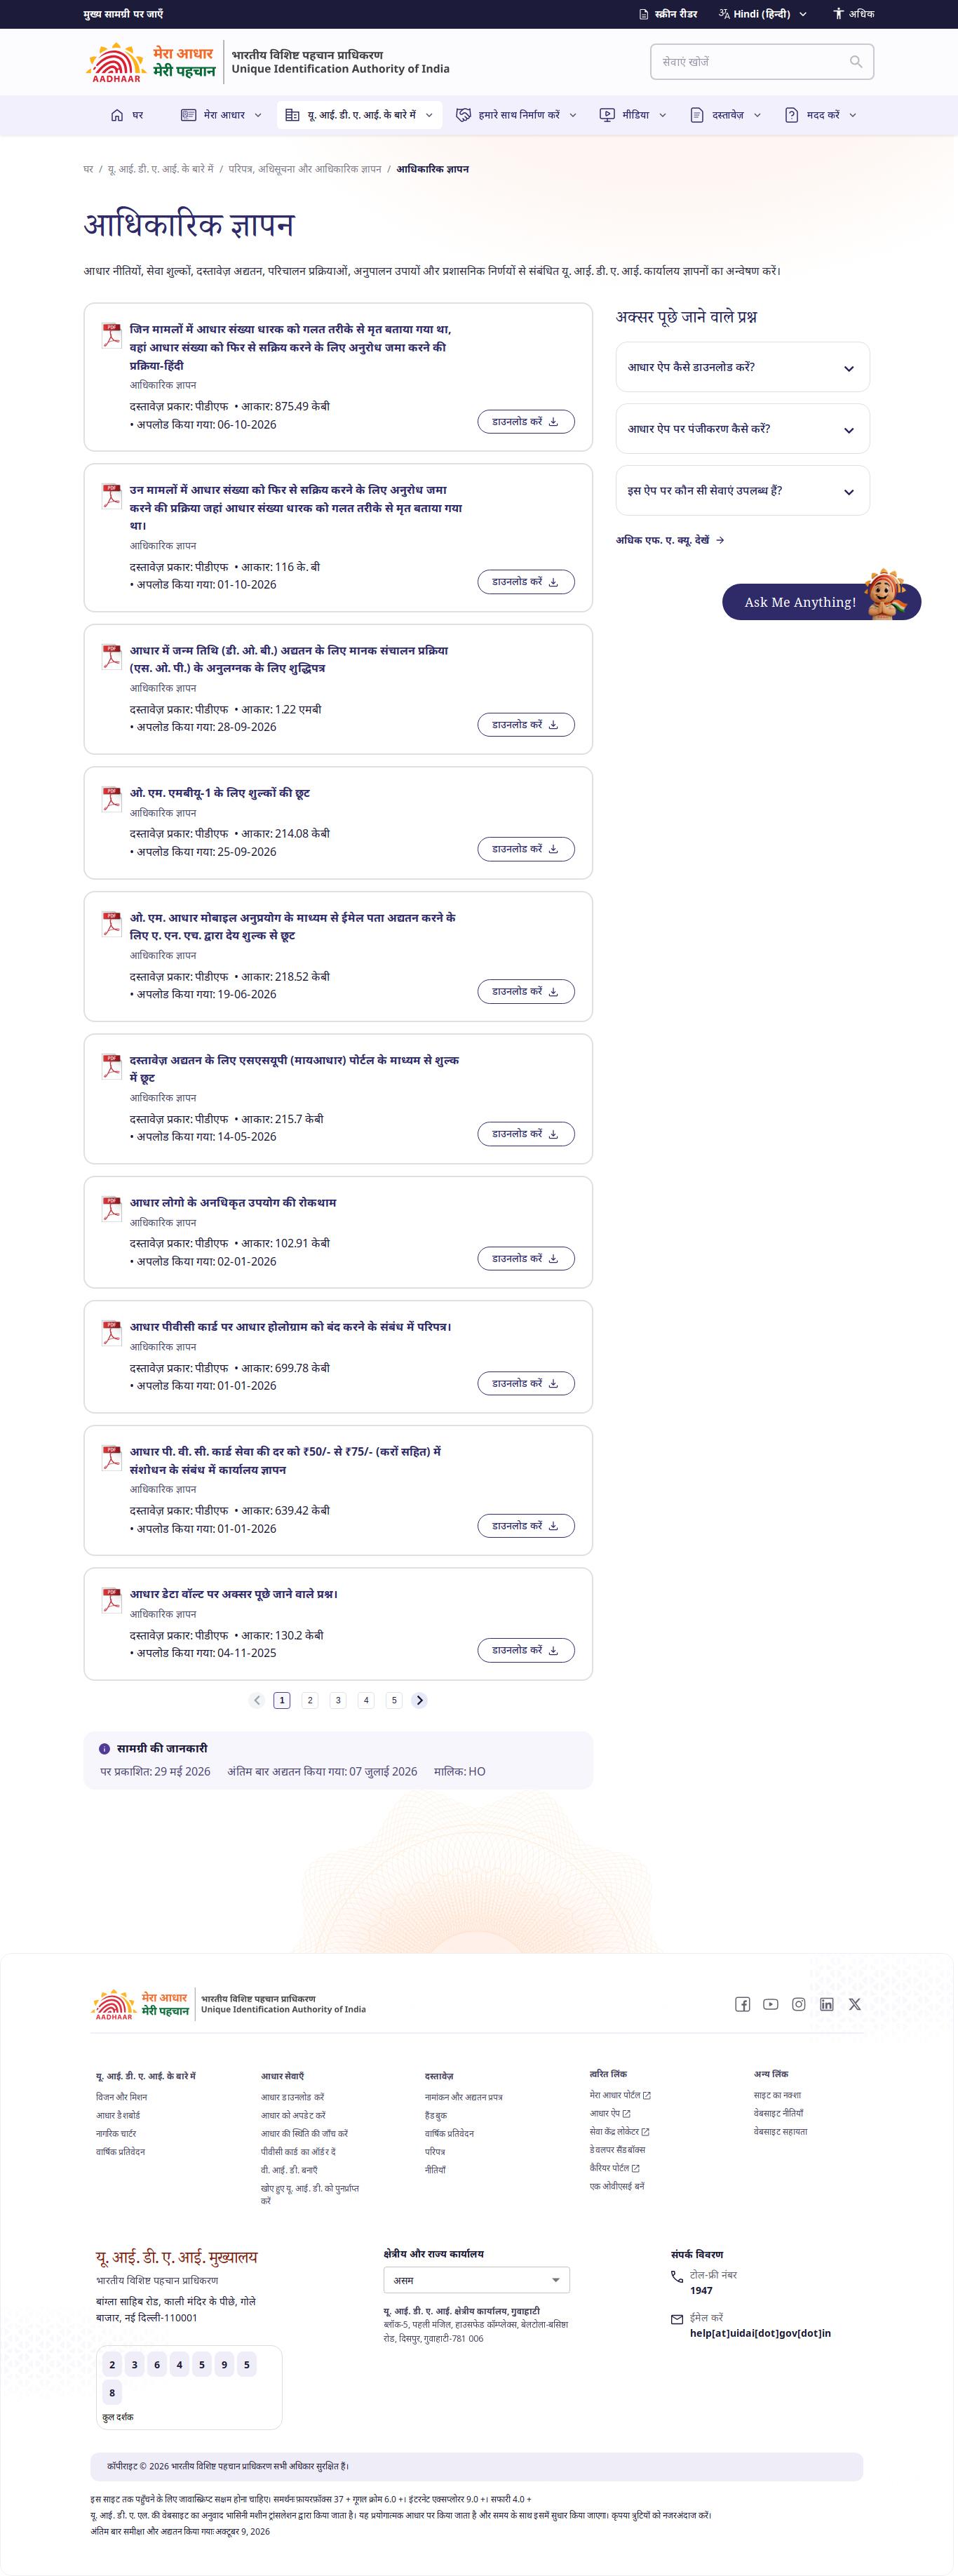 मुख्य सामग्री पर जाएँ
स्क्रीन रीडर
Hindi (हिन्दी)
अधिक
AADHAAR
मेरा आधार
मेरी पहचान
भारतीय विशिष्ट पहचान प्राधिकरण
Unique Identification Authority of India
सेवाएं खोजें
घर
मेरा आधार
यू. आई. डी. ए. आई. के बारे में
हमारे साथ निर्माण करें
मीडिया
दस्तावेज़
मदद करें
घर / यू. आई. डी. ए. आई. के बारे में / परिपत्र, अधिसूचना और आधिकारिक ज्ञापन / आधिकारिक ज्ञापन
आधिकारिक ज्ञापन
आधार नीतियों, सेवा शुल्कों, दस्तावेज़ अद्यतन, परिचालन प्रक्रियाओं, अनुपालन उपायों और प्रशासनिक निर्णयों से संबंधित यू. आई. डी. ए. आई. कार्यालय ज्ञापनों का अन्वेषण करें।
जिन मामलों में आधार संख्या धारक को गलत तरीके से मृत बताया गया था,
वहां आधार संख्या को फिर से सक्रिय करने के लिए अनुरोध जमा करने की
प्रक्रिया-हिंदी
आधिकारिक ज्ञापन
दस्तावेज़ प्रकार: पीडीएफ • आकार: 875.49 केबी
• अपलोड किया गया: 06-10-2026
डाउनलोड करें
उन मामलों में आधार संख्या को फिर से सक्रिय करने के लिए अनुरोध जमा
करने की प्रक्रिया जहां आधार संख्या धारक को गलत तरीके से मृत बताया गया
था।
आधिकारिक ज्ञापन
दस्तावेज़ प्रकार: पीडीएफ • आकार: 116 के. बी
• अपलोड किया गया: 01-10-2026
डाउनलोड करें
आधार में जन्म तिथि (डी. ओ. बी.) अद्यतन के लिए मानक संचालन प्रक्रिया
(एस. ओ. पी.) के अनुलग्नक के लिए शुद्धिपत्र
आधिकारिक ज्ञापन
दस्तावेज़ प्रकार: पीडीएफ • आकार: 1.22 एमबी
• अपलोड किया गया: 28-09-2026
डाउनलोड करें
ओ. एम. एमबीयू-1 के लिए शुल्कों की छूट
आधिकारिक ज्ञापन
दस्तावेज़ प्रकार: पीडीएफ • आकार: 214.08 केबी
• अपलोड किया गया: 25-09-2026
डाउनलोड करें
ओ. एम. आधार मोबाइल अनुप्रयोग के माध्यम से ईमेल पता अद्यतन करने के
लिए ए. एन. एच. द्वारा देय शुल्क से छूट
आधिकारिक ज्ञापन
दस्तावेज़ प्रकार: पीडीएफ • आकार: 218.52 केबी
• अपलोड किया गया: 19-06-2026
डाउनलोड करें
दस्तावेज़ अद्यतन के लिए एसएसयूपी (मायआधार) पोर्टल के माध्यम से शुल्क
में छूट
आधिकारिक ज्ञापन
दस्तावेज़ प्रकार: पीडीएफ • आकार: 215.7 केबी
• अपलोड किया गया: 14-05-2026
डाउनलोड करें
आधार लोगो के अनधिकृत उपयोग की रोकथाम
आधिकारिक ज्ञापन
दस्तावेज़ प्रकार: पीडीएफ • आकार: 102.91 केबी
• अपलोड किया गया: 02-01-2026
डाउनलोड करें
आधार पीवीसी कार्ड पर आधार होलोग्राम को बंद करने के संबंध में परिपत्र।
आधिकारिक ज्ञापन
दस्तावेज़ प्रकार: पीडीएफ • आकार: 699.78 केबी
• अपलोड किया गया: 01-01-2026
डाउनलोड करें
आधार पी. वी. सी. कार्ड सेवा की दर को ₹50/- से ₹75/- (करों सहित) में
संशोधन के संबंध में कार्यालय ज्ञापन
आधिकारिक ज्ञापन
दस्तावेज़ प्रकार: पीडीएफ • आकार: 639.42 केबी
• अपलोड किया गया: 01-01-2026
डाउनलोड करें
आधार डेटा वॉल्ट पर अक्सर पूछे जाने वाले प्रश्न।
आधिकारिक ज्ञापन
दस्तावेज़ प्रकार: पीडीएफ • आकार: 130.2 केबी
• अपलोड किया गया: 04-11-2025
डाउनलोड करें
1 2 3 4 5
सामग्री की जानकारी
पर प्रकाशित: 29 मई 2026 अंतिम बार अद्यतन किया गया: 07 जुलाई 2026 मालिक: HO
अक्सर पूछे जाने वाले प्रश्न
आधार ऐप कैसे डाउनलोड करें?
आधार ऐप पर पंजीकरण कैसे करें?
इस ऐप पर कौन सी सेवाएं उपलब्ध हैं?
अधिक एफ. ए. क्यू. देखें
Ask Me Anything!
AADHAAR
मेरा आधार
मेरी पहचान
भारतीय विशिष्ट पहचान प्राधिकरण
Unique Identification Authority of India
यू. आई. डी. ए. आई. के बारे में
विजन और मिशन
आधार डैशबोर्ड
नागरिक चार्टर
वार्षिक प्रतिवेदन
आधार सेवाएँ
आधार डाउनलोड करें
आधार को अपडेट करें
आधार की स्थिति की जाँच करें
पीवीसी कार्ड का ऑर्डर दें
वी. आई. डी. बनाएँ
खोए हुए यू. आई. डी. को पुनर्प्राप्त
करें
दस्तावेज़
नामांकन और अद्यतन प्रपत्र
हैंडबुक
वार्षिक प्रतिवेदन
परिपत्र
नीतियाँ
त्वरित लिंक
मेरा आधार पोर्टल
आधार ऐप
सेवा केंद्र लोकेटर
डेवलपर सैंडबॉक्स
कैरियर पोर्टल
एक ओवीएसई बनें
अन्य लिंक
साइट का नक्शा
वेबसाइट नीतियाँ
वेबसाइट सहायता
यू. आई. डी. ए. आई. मुख्यालय
भारतीय विशिष्ट पहचान प्राधिकरण
बांग्ला साहिब रोड, काली मंदिर के पीछे, गोले
बाजार, नई दिल्ली-110001
2 3 6 4 5 9 5
8
कुल दर्शक
क्षेत्रीय और राज्य कार्यालय
असम
यू. आई. डी. ए. आई. क्षेत्रीय कार्यालय, गुवाहाटी
ब्लॉक-5, पहली मंजिल, हाउसफेड कॉम्प्लेक्स, बेलटोला-बसिष्ठा
रोड, दिसपुर, गुवाहाटी-781 006
संपर्क विवरण
टोल-फ्री नंबर
1947
ईमेल करें
help[at]uidai[dot]gov[dot]in
कॉपीराइट © 2026 भारतीय विशिष्ट पहचान प्राधिकरण सभी अधिकार सुरक्षित हैं।
इस साइट तक पहुँचने के लिए जावास्क्रिप्ट सक्षम होना चाहिए। समर्थनः फ़ायरफ़ॉक्स 37 + गूगल क्रोम 6.0 +। इंटरनेट एक्सप्लोरर 9.0 +। सफारी 4.0 +
यू. आई. डी. ए. एल. की वेबसाइट का अनुवाद भासिनी मशीन ट्रांसलेशन द्वारा किया जाता है। यह प्रयोगात्मक आधार पर किया जाता है और समय के साथ इसमें सुधार किया जाएगा। कृपया त्रुटियों को नजरअंदाज करें।
अंतिम बार समीक्षा और अद्यतन किया गयाः अक्टूबर 9, 2026